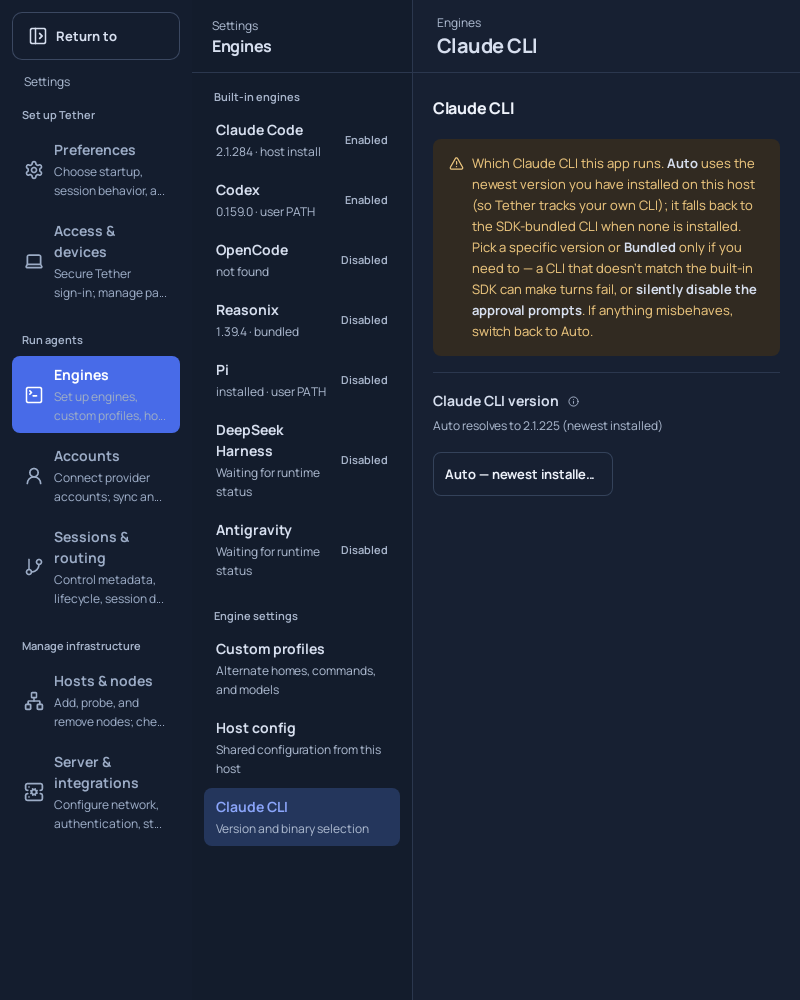 Return to
Settings
Set up Tether
Preferences
Choose startup,
session behavior, a...
Access &
devices
Secure Tether
sign-in; manage pa...
Run agents
Engines
Set up engines,
custom profiles, ho...
Accounts
Connect provider
accounts; sync an...
Sessions &
routing
Control metadata,
lifecycle, session d...
Manage infrastructure
Hosts & nodes
Add, probe, and
remove nodes; che...
Server &
integrations
Configure network,
authentication, st...
Settings
Engines
Built-in engines
Claude Code
2.1.284 · host install
Enabled
Codex
0.159.0 · user PATH
Enabled
OpenCode
not found
Disabled
Reasonix
1.39.4 · bundled
Disabled
Pi
installed · user PATH
Disabled
DeepSeek
Harness
Waiting for runtime
status
Disabled
Antigravity
Waiting for runtime
status
Disabled
Engine settings
Custom profiles
Alternate homes, commands,
and models
Host config
Shared configuration from this
host
Claude CLI
Version and binary selection
Engines
Claude CLI
Claude CLI
Which Claude CLI this app runs. Auto uses the
newest version you have installed on this host
(so Tether tracks your own CLI); it falls back to
the SDK-bundled CLI when none is installed.
Pick a specific version or Bundled only if you
need to — a CLI that doesn't match the built-in
SDK can make turns fail, or silently disable the
approval prompts. If anything misbehaves,
switch back to Auto.
Claude CLI version
Auto resolves to 2.1.225 (newest installed)
Auto — newest installe...